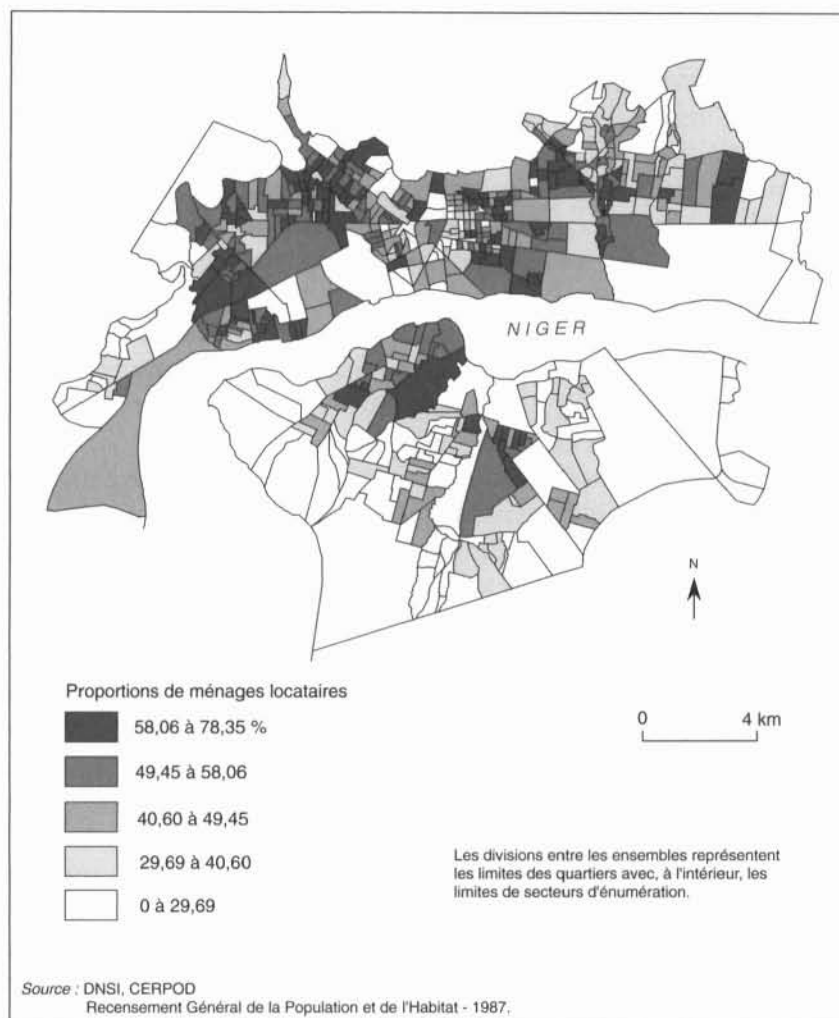 NIGER
N
Proportions de ménages locataires
58,06 à 78,35 %
49,45 à 58,06
40,60 à 49,45
29,69 à 40,60
0 à 29,69
0 4 km
Les divisions entre les ensembles représentent
les limites des quartiers avec, à l'intérieur, les
limites de secteurs d'énumération.
Source : DNSI, CERPOD
Recensement Général de la Population et de l'Habitat - 1987.